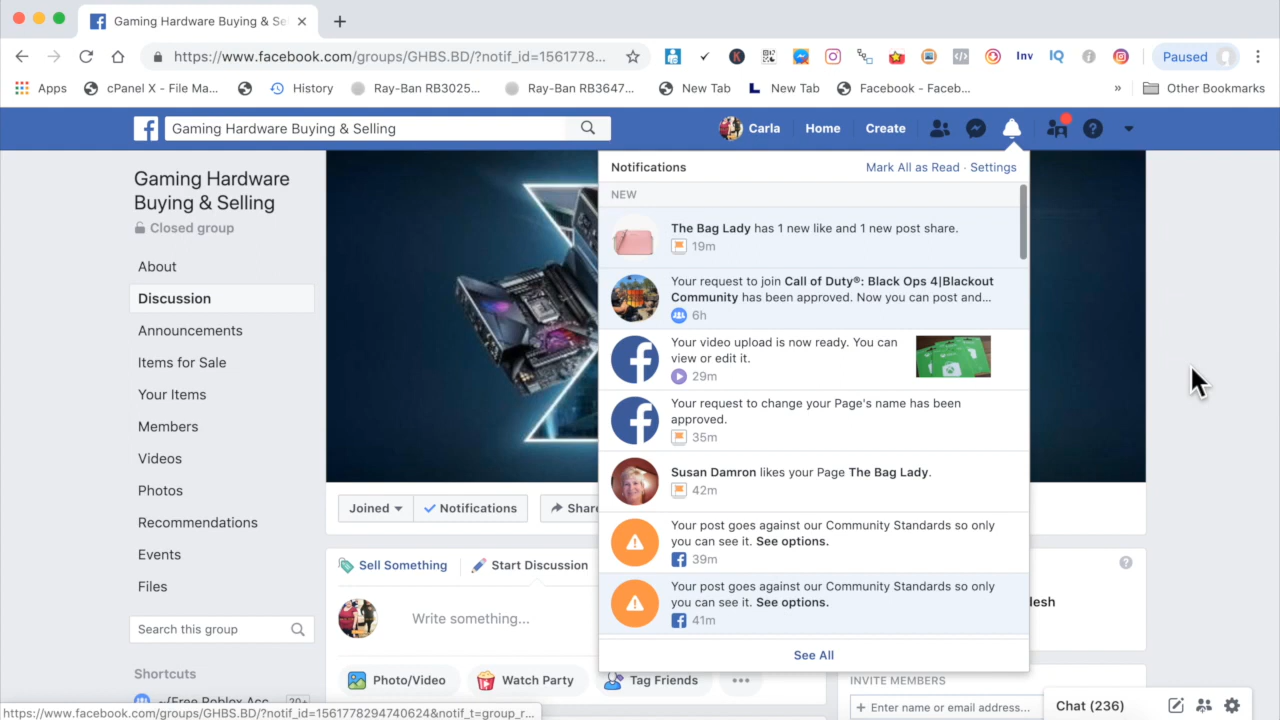 Gaming Hardware Buying & Se
https://www.facebook.com/groups/GHBS.BD/?notif_id=1561778...
Inv
IQ
Paused
Apps
cPanel X - File Ma...
History
Ray-Ban RB3025...
Ray-Ban RB3647...
New Tab
New Tab
Facebook - Faceb...
»
Other Bookmarks
Gaming Hardware Buying & Selling
Carla
Home
Create
Gaming Hardware
Buying & Selling
Closed group
About
Discussion
Announcements
Items for Sale
Your Items
Members
Videos
Photos
Recommendations
Events
Files
Search this group
Shortcuts
~{Free Roblox Acc
20+
Notifications
Mark All as Read · Settings
NEW
The Bag Lady has 1 new like and 1 new post share.
19m
Your request to join Call of Duty®: Black Ops 4|Blackout
Community has been approved. Now you can post and...
6h
Your video upload is now ready. You can
view or edit it.
29m
Your request to change your Page's name has been
approved.
35m
Susan Damron likes your Page The Bag Lady.
42m
Your post goes against our Community Standards so only
you can see it. See options.
39m
Your post goes against our Community Standards so only
you can see it. See options.
41m
See All
Joined
Notifications
Share
Sell Something
Start Discussion
Write something...
Photo/Video
Watch Party
Tag Friends
lesh
INVITE MEMBERS
+ Enter name or email address...
Chat (236)
https://www.facebook.com/groups/GHBS.BD/?notif_id=1561778294740624&notif_t=group_r...